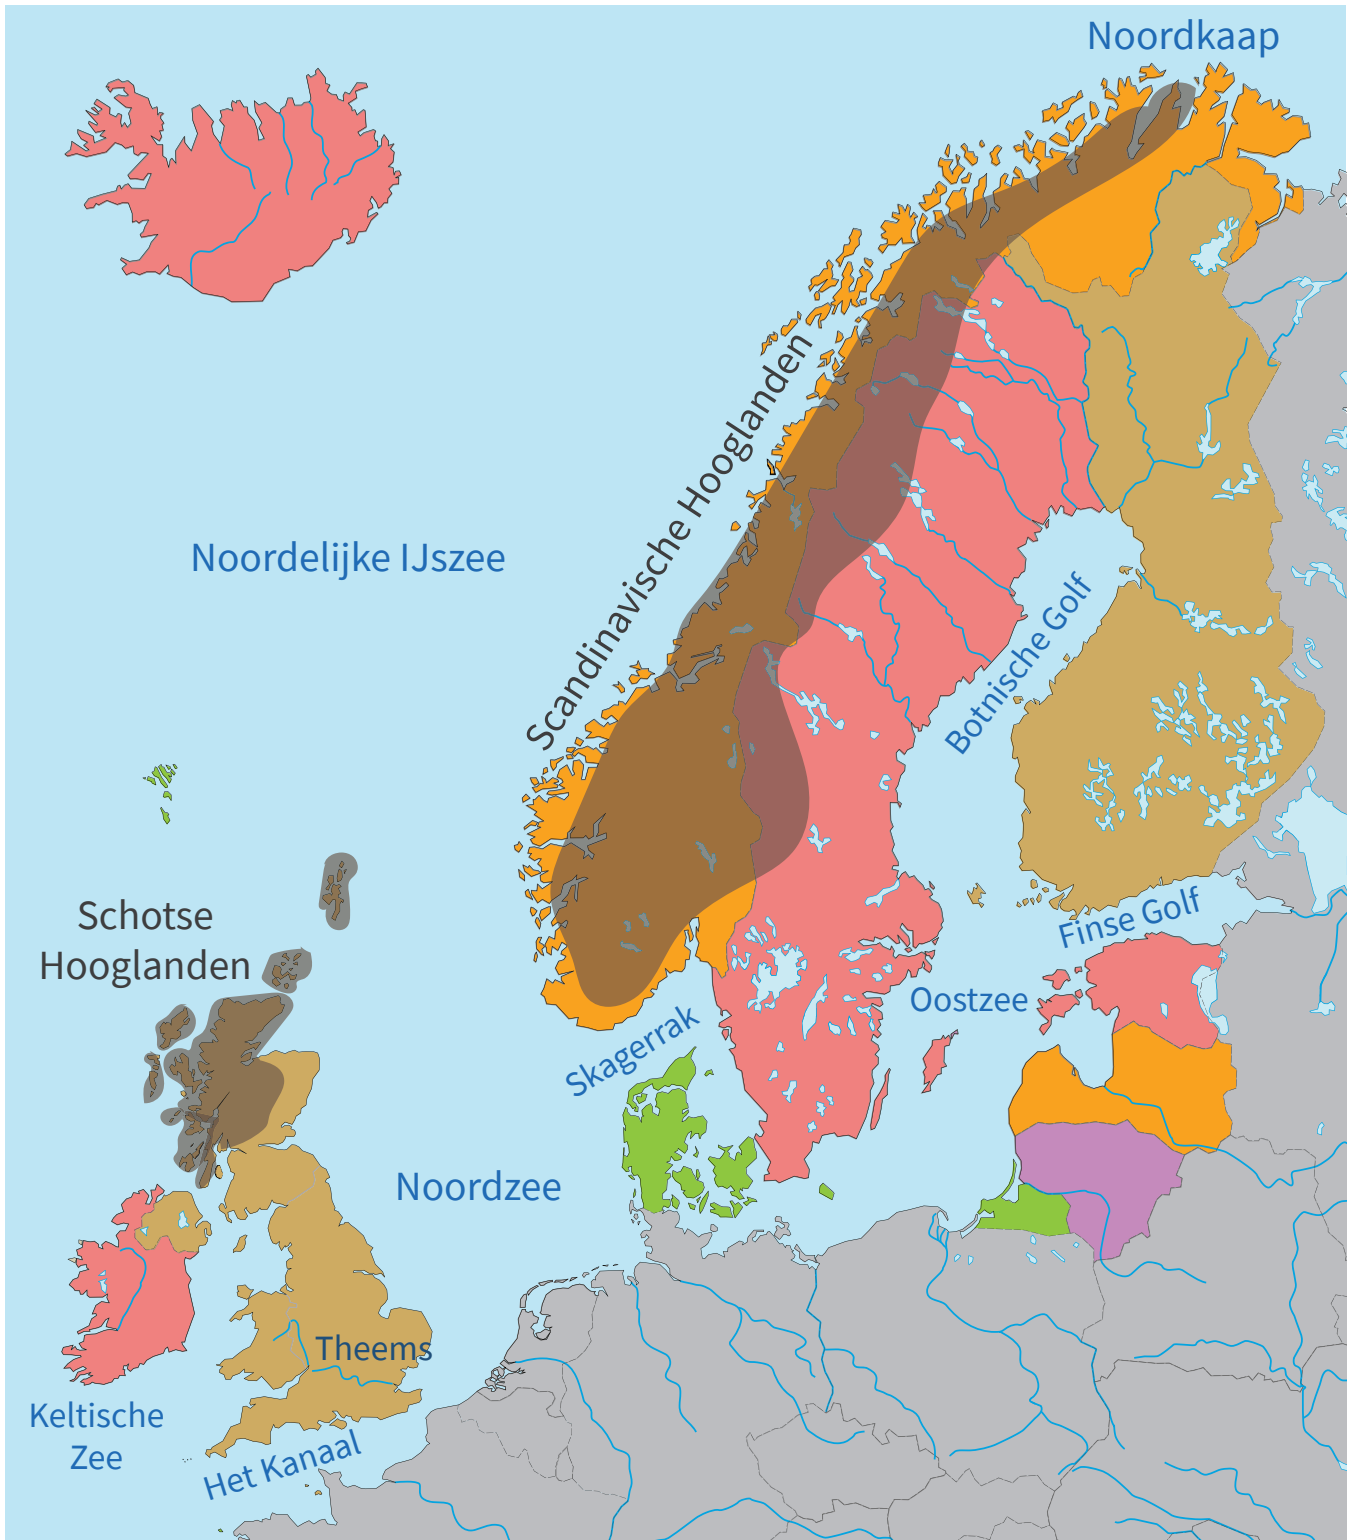 Noordkaap
Scandinavische Hooglanden
Noordelijke IJszee
Botnische Golf
Schotse
Hooglanden
Finse Golf
Oostzee
Skagerrak
Noordzee
Theems
Keltische
Zee
Het Kanaal